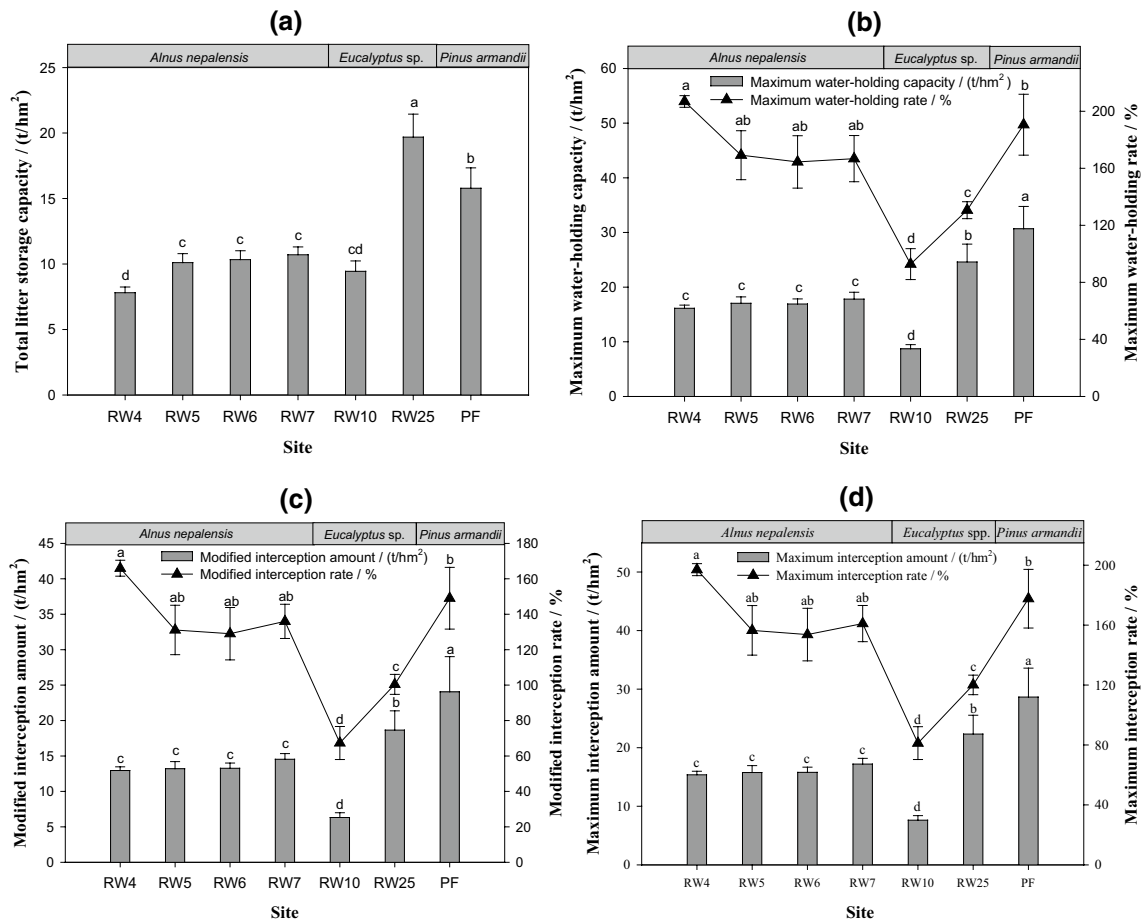 (a)
Alnus nepalensis Eucalyptus sp. Pinus armandii
Total litter storage capacity / (t/hm²)
25
20
15
10
5
0
d
c
c
c
cd
a
b
RW4 RW5 RW6 RW7 RW10 RW25 PF
Site
(b)
Alnus nepalensis Eucalyptus sp. Pinus armandii
Maximum water-holding capacity / (t/hm²)
Maximum water-holding rate / %
Maximum water-holding capacity / (t/hm²)
60
50
40
30
20
10
0
a
ab
ab
ab
d
c
b
c
c
c
c
d
b
a
200
160
120
80
40
0
Maximum water-holding rate / %
RW4 RW5 RW6 RW7 RW10 RW25 PF
Site
(c)
Alnus nepalensis Eucalyptus sp. Pinus armandii
Modified interception amount / (t/hm²)
Modified interception rate / %
Modified interception amount / (t/hm²)
45
40
35
30
25
20
15
10
5
0
a
ab
ab
ab
d
c
b
c
c
c
c
d
b
a
180
160
140
120
100
80
60
40
20
0
Modified interception rate / %
RW4 RW5 RW6 RW7 RW10 RW25 PF
Site
(d)
Alnus nepalensis Eucalyptus spp. Pinus armandii
Maximum interception amount / (t/hm²)
Maximum interception rate / %
Maximum interception amount / (t/hm²)
50
40
30
20
10
0
a
ab
ab
ab
d
c
b
c
c
c
c
d
b
a
200
160
120
80
40
0
Maximum interception rate / %
RW4 RW5 RW6 RW7 RW10 RW25 PF
Site